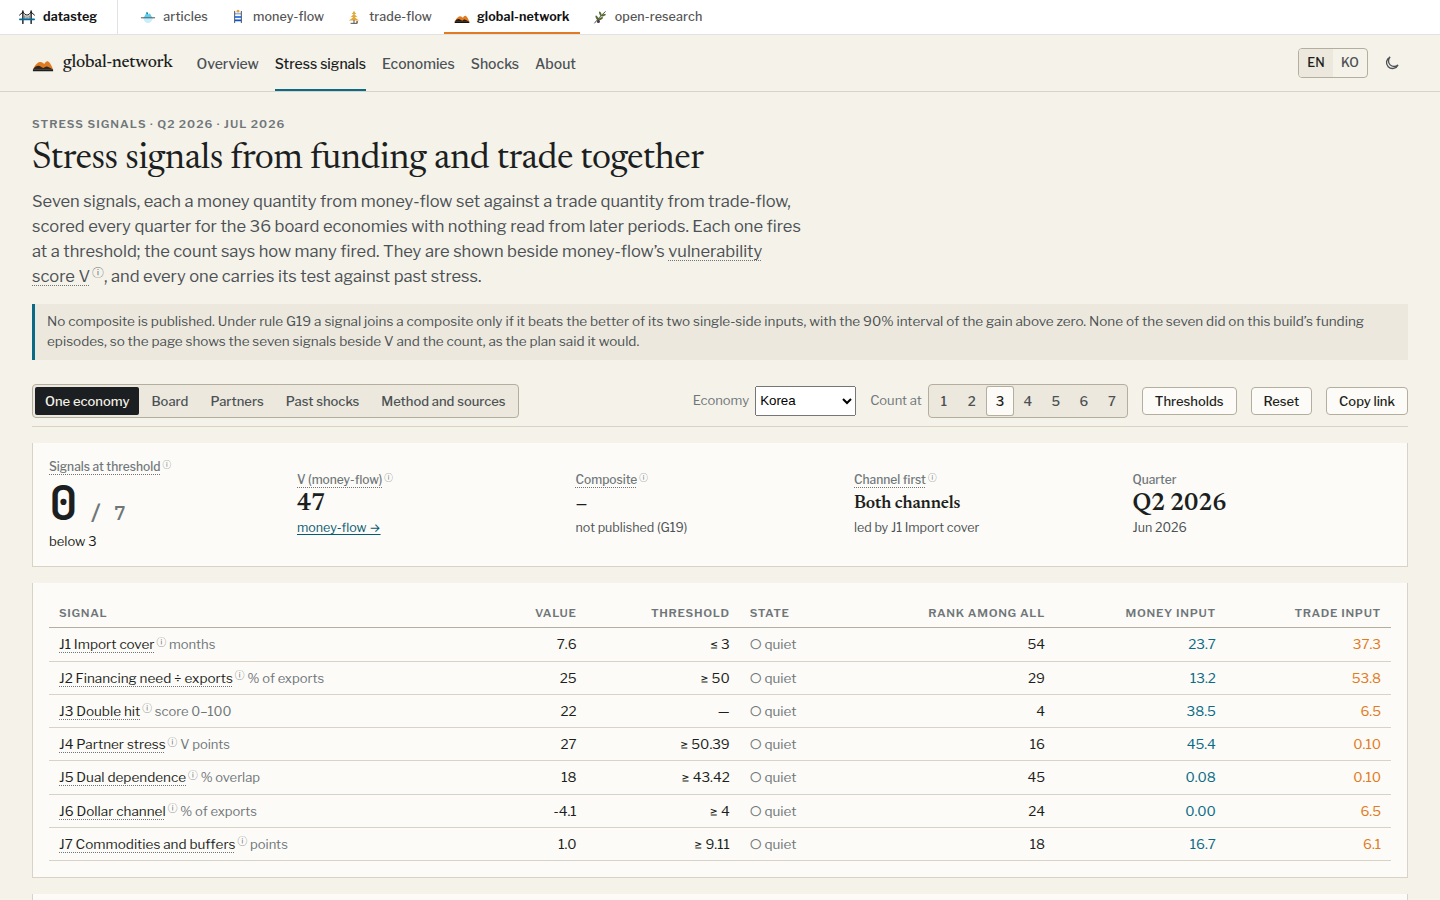 datasteg articles money-flow trade-flow global-network open-research
global-network Overview Stress signals Economies Shocks About EN KO
STRESS SIGNALS · Q2 2026 · JUL 2026
Stress signals from funding and trade together
Seven signals, each a money quantity from money-flow set against a trade quantity from trade-flow,
scored every quarter for the 36 board economies with nothing read from later periods. Each one fires
at a threshold; the count says how many fired. They are shown beside money-flow’s vulnerability
score V ⓘ, and every one carries its test against past stress.
No composite is published. Under rule G19 a signal joins a composite only if it beats the better of its two single-side inputs, with the 90% interval of the gain above zero. None of the seven did on this build’s funding
episodes, so the page shows the seven signals beside V and the count, as the plan said it would.
One economy Board Partners Past shocks Method and sources Economy Korea Count at 1 2 3 4 5 6 7 Thresholds Reset Copy link
Signals at threshold ⓘ
0 / 7
below 3
V (money-flow) ⓘ
47
money-flow →
Composite ⓘ
–
not published (G19)
Channel first ⓘ
Both channels
led by J1 Import cover
Quarter
Q2 2026
Jun 2026
SIGNAL VALUE THRESHOLD STATE RANK AMONG ALL MONEY INPUT TRADE INPUT
J1 Import cover ⓘ months 7.6 ≤ 3 ○ quiet 54 23.7 37.3
J2 Financing need ÷ exports ⓘ % of exports 25 ≥ 50 ○ quiet 29 13.2 53.8
J3 Double hit ⓘ score 0–100 22 — ○ quiet 4 38.5 6.5
J4 Partner stress ⓘ V points 27 ≥ 50.39 ○ quiet 16 45.4 0.10
J5 Dual dependence ⓘ % overlap 18 ≥ 43.42 ○ quiet 45 0.08 0.10
J6 Dollar channel ⓘ % of exports -4.1 ≥ 4 ○ quiet 24 0.00 6.5
J7 Commodities and buffers ⓘ points 1.0 ≥ 9.11 ○ quiet 18 16.7 6.1